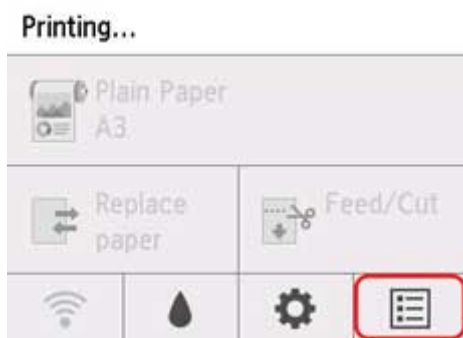 Printing...
Plain Paper
A3
Replace
paper
Feed/Cut